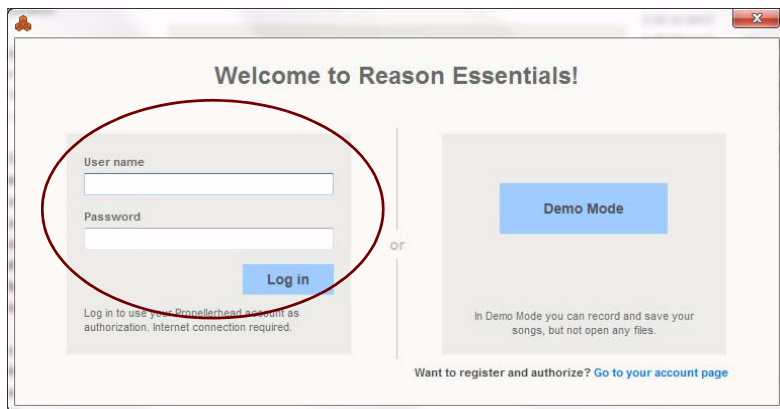 Welcome to Reason Essentials!
User name
Password
Log in
Log in to use your Propellerhead account as
authorization. Internet connection required.
or
Demo Mode
In Demo Mode you can record and save your
songs, but not open any files.
Want to register and authorize? Go to your account page